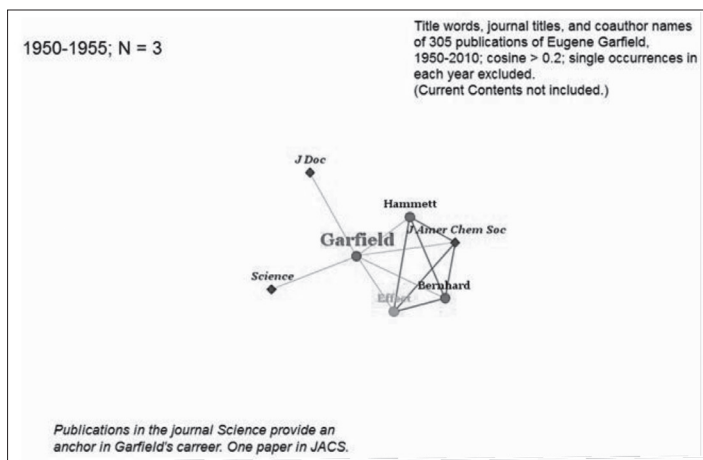 1950-1955; N = 3
Title words, journal titles, and coauthor names
of 305 publications of Eugene Garfield,
1950-2010; cosine > 0.2; single occurrences in
each year excluded.
(Current Contents not included.)
J Doc
Hammett
Garfield
J Amer Chem Soc
Science
Bernhard
Effect
Publications in the journal Science provide an
anchor in Garfield's carreer. One paper in JACS.